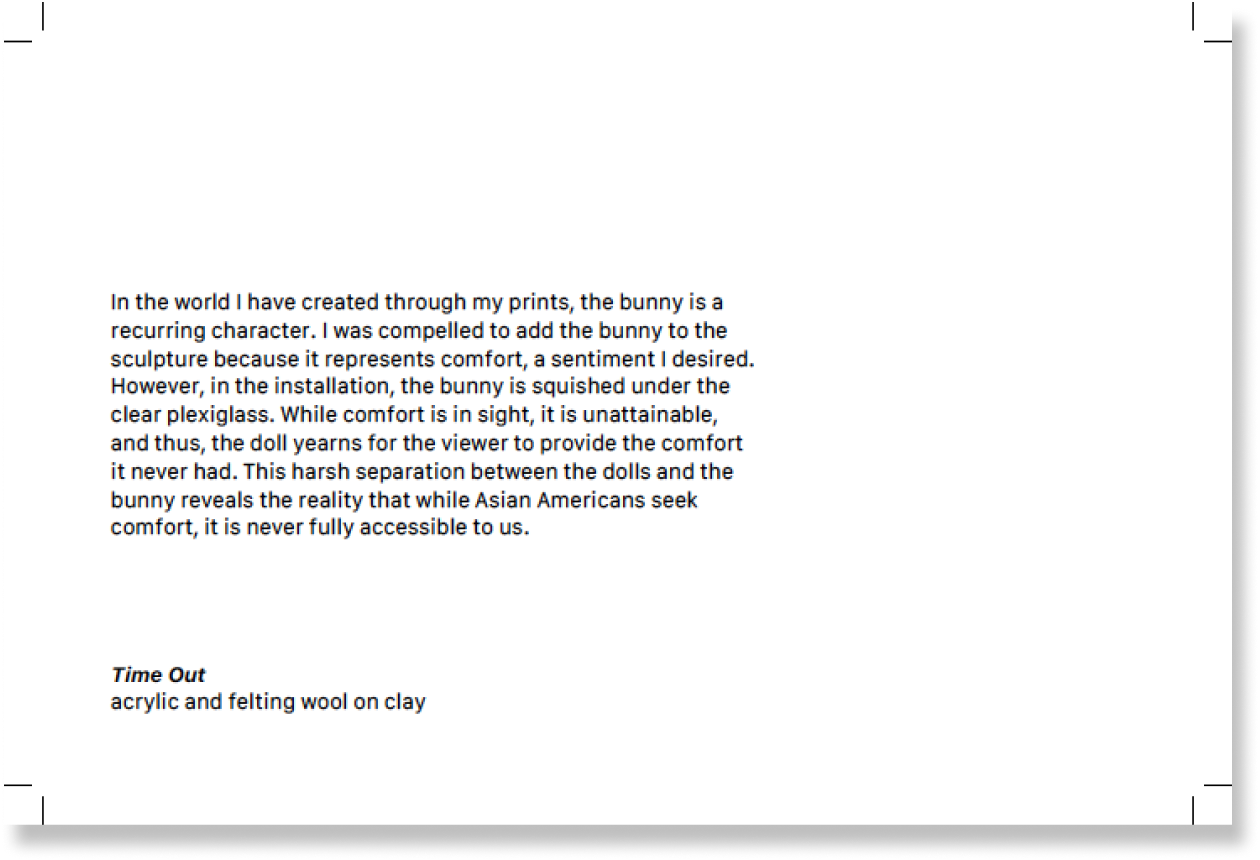 In the world I have created through my prints, the bunny is a
recurring character. I was compelled to add the bunny to the
sculpture because it represents comfort, a sentiment I desired.
However, in the installation, the bunny is squished under the
clear plexiglass. While comfort is in sight, it is unattainable,
and thus, the doll yearns for the viewer to provide the comfort
it never had. This harsh separation between the dolls and the
bunny reveals the reality that while Asian Americans seek
comfort, it is never fully accessible to us.
Time Out
acrylic and felting wool on clay